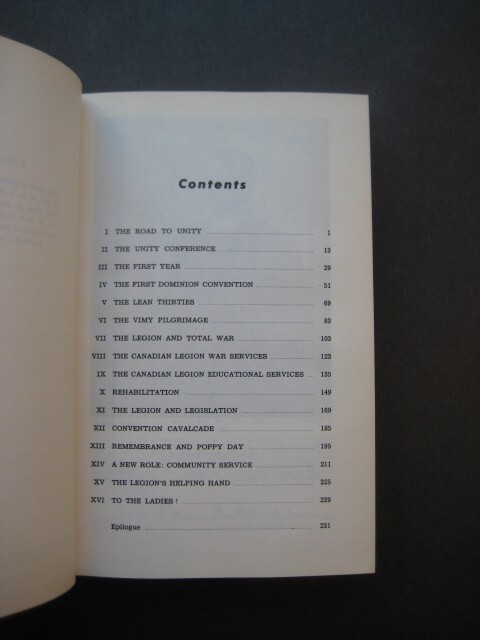 Contents
I THE ROAD TO UNITY 1
II THE UNITY CONFERENCE 13
III THE FIRST YEAR 29
IV THE FIRST DOMINION CONVENTION 51
V THE LEAN THIRTIES 69
VI THE VIMY PILGRIMAGE 83
VII THE LEGION AND TOTAL WAR 103
VIII THE CANADIAN LEGION WAR SERVICES 123
IX THE CANADIAN LEGION EDUCATIONAL SERVICES 135
X REHABILITATION 149
XI THE LEGION AND LEGISLATION 169
XII CONVENTION CAVALCADE 185
XIII REMEMBRANCE AND POPPY DAY 195
XIV A NEW ROLE: COMMUNITY SERVICE 211
XV THE LEGION'S HELPING HAND 225
XVI TO THE LADIES! 229
Epilogue 231